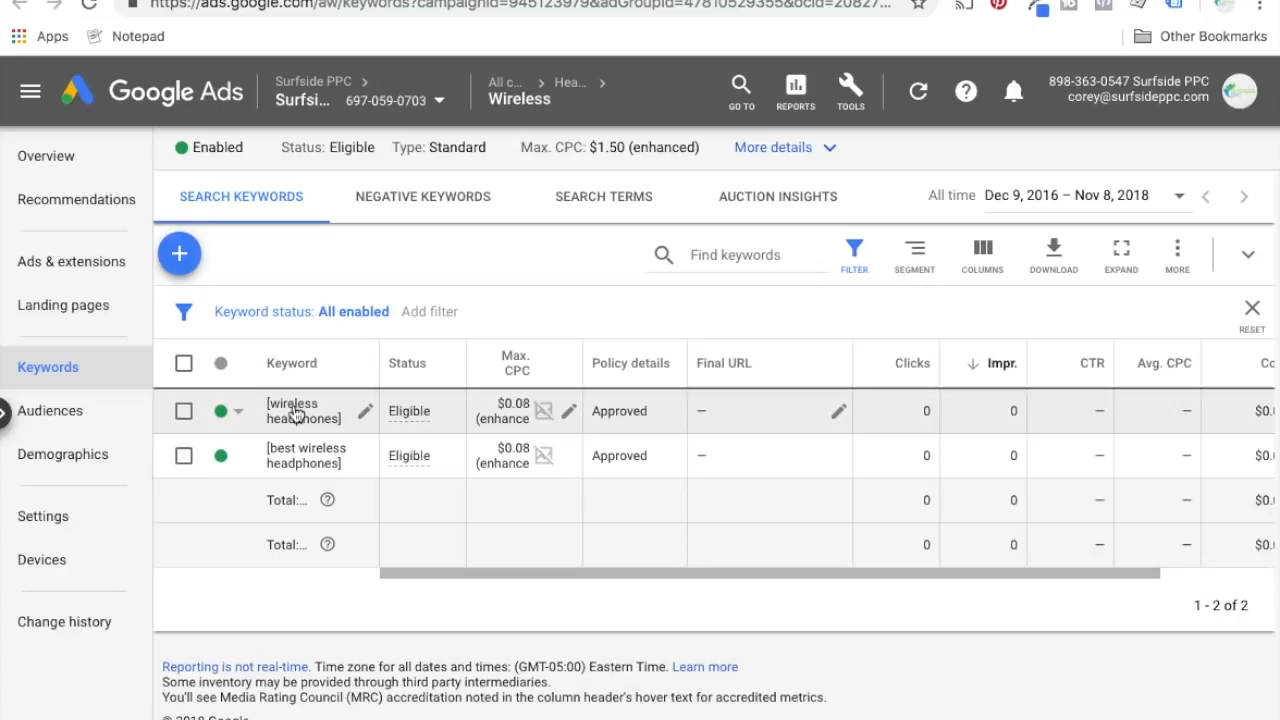 https://ads.google.com/aw/keywords?campaignId=945123979&adGroupId=47810529355&ocid=20827...
Apps Notepad Other Bookmarks
Google Ads
Surfside PPC >
Surfsi... 697-059-0703
All c... > Hea... >
Wireless
GO TO REPORTS TOOLS
898-363-0547 Surfside PPC
corey@surfsideppc.com
Enabled Status: Eligible Type: Standard Max. CPC: $1.50 (enhanced) More details
Overview
Recommendations
Ads & extensions
Landing pages
Keywords
Audiences
Demographics
Settings
Devices
Change history
SEARCH KEYWORDS NEGATIVE KEYWORDS SEARCH TERMS AUCTION INSIGHTS All time Dec 9, 2016 – Nov 8, 2018
Find keywords FILTER SEGMENT COLUMNS DOWNLOAD EXPAND MORE
Keyword status: All enabled Add filter RESET
Keyword Status Max. CPC Policy details Final URL Clicks Impr. CTR Avg. CPC Co
[wireless headphones] Eligible $0.08 (enhance Approved – 0 0 – – $0.
[best wireless headphones] Eligible $0.08 (enhance Approved – 0 0 – – $0.
Total:... 0 0 – – $0.
Total:... 0 0 – – $0.
1 - 2 of 2
Reporting is not real-time. Time zone for all dates and times: (GMT-05:00) Eastern Time. Learn more
Some inventory may be provided through third party intermediaries.
You'll see Media Rating Council (MRC) accreditation noted in the column header's hover text for accredited metrics.
© 2018 Google